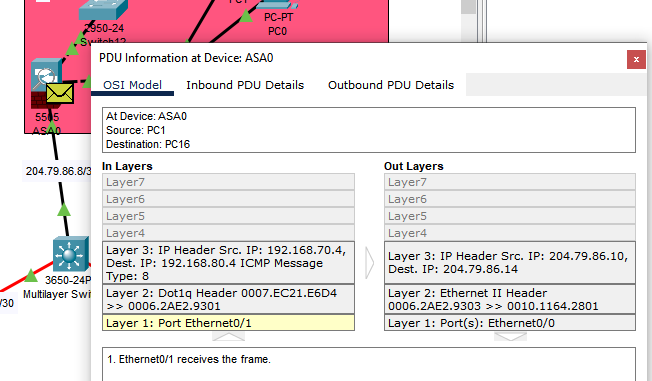 PC1
PC-PT
PC0
2950-24
Switch12
5505
ASA0
204.79.86.8/3
3650-24P
Multilayer Swi
/30
PDU Information at Device: ASA0
x
OSI Model Inbound PDU Details Outbound PDU Details
At Device: ASA0
Source: PC1
Destination: PC16
In Layers Out Layers
Layer7 Layer7
Layer6 Layer6
Layer5 Layer5
Layer4 Layer4
Layer 3: IP Header Src. IP: 192.168.70.4,
Dest. IP: 192.168.80.4 ICMP Message
Type: 8
Layer 3: IP Header Src. IP: 204.79.86.10,
Dest. IP: 204.79.86.14
Layer 2: Dot1q Header 0007.EC21.E6D4
>> 0006.2AE2.9301
Layer 2: Ethernet II Header
0006.2AE2.9303 >> 0010.1164.2801
Layer 1: Port Ethernet0/1 Layer 1: Port(s): Ethernet0/0
1. Ethernet0/1 receives the frame.